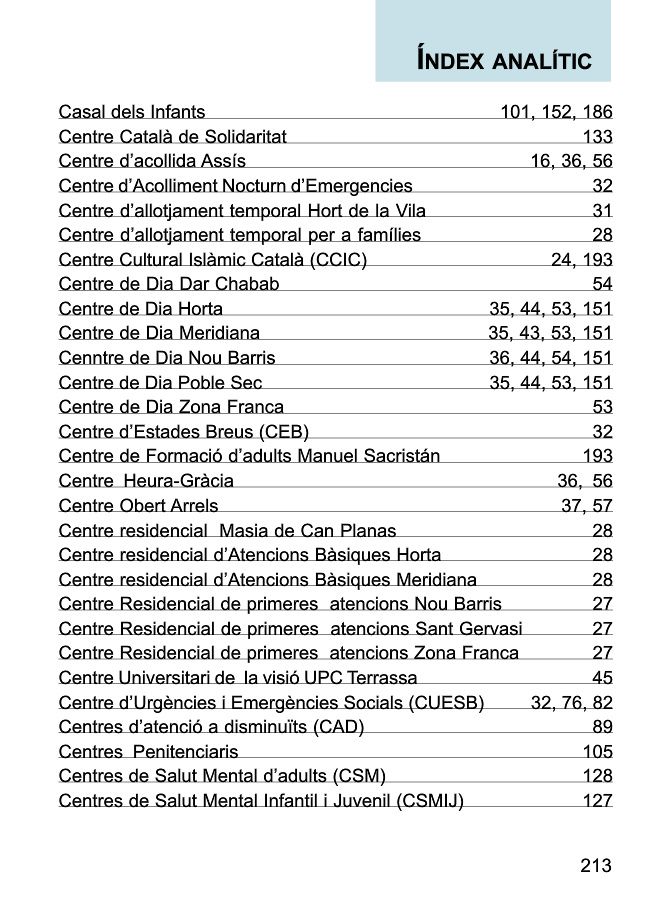 ÍNDEX ANALÍTIC
Casal dels Infants 101, 152, 186
Centre Català de Solidaritat 133
Centre d’acollida Assís 16, 36, 56
Centre d’Acolliment Nocturn d’Emergencies 32
Centre d’allotjament temporal Hort de la Vila 31
Centre d’allotjament temporal per a famílies 28
Centre Cultural Islàmic Català (CCIC) 24, 193
Centre de Dia Dar Chabab 54
Centre de Dia Horta 35, 44, 53, 151
Centre de Dia Meridiana 35, 43, 53, 151
Cenntre de Dia Nou Barris 36, 44, 54, 151
Centre de Dia Poble Sec 35, 44, 53, 151
Centre de Dia Zona Franca 53
Centre d’Estades Breus (CEB) 32
Centre de Formació d’adults Manuel Sacristán 193
Centre Heura-Gràcia 36, 56
Centre Obert Arrels 37, 57
Centre residencial Masia de Can Planas 28
Centre residencial d’Atencions Bàsiques Horta 28
Centre residencial d’Atencions Bàsiques Meridiana 28
Centre Residencial de primeres atencions Nou Barris 27
Centre Residencial de primeres atencions Sant Gervasi 27
Centre Residencial de primeres atencions Zona Franca 27
Centre Universitari de la visió UPC Terrassa 45
Centre d’Urgències i Emergències Socials (CUESB) 32, 76, 82
Centres d’atenció a disminuïts (CAD) 89
Centres Penitenciaris 105
Centres de Salut Mental d’adults (CSM) 128
Centres de Salut Mental Infantil i Juvenil (CSMIJ) 127
213